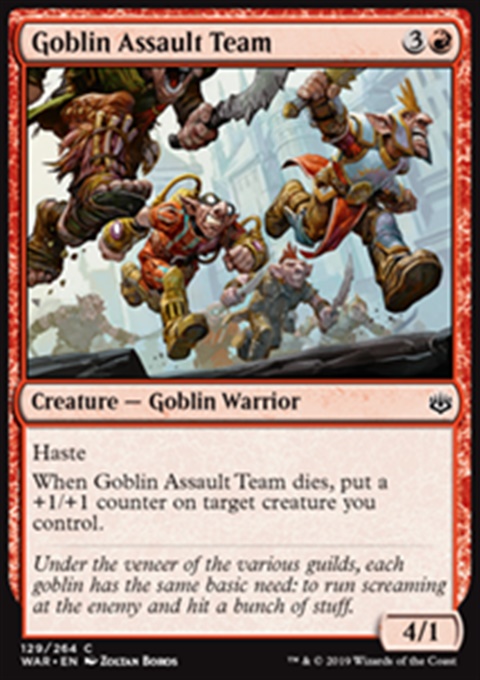 Goblin Assault Team 3
Creature — Goblin Warrior
Haste
When Goblin Assault Team dies, put a
+1/+1 counter on target creature you
control.
Under the veneer of the various guilds, each
goblin has the same basic need: to run screaming
at the enemy and hit a bunch of stuff.
4/1
129/264 C
WAR • EN Zoltan Boros
™ & © 2019 Wizards of the Coast